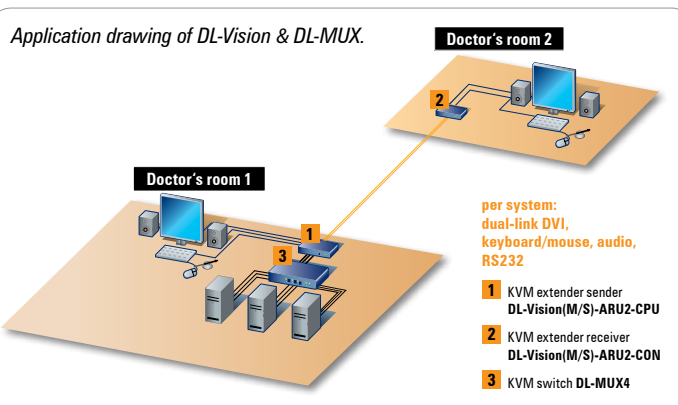 Application drawing of DL-Vision & DL-MUX.
Doctor‘s room 2
2
Doctor‘s room 1
1
3
per system:
dual-link DVI,
keyboard/mouse, audio,
RS232
1 KVM extender sender
DL-Vision(M/S)-ARU2-CPU
2 KVM extender receiver
DL-Vision(M/S)-ARU2-CON
3 KVM switch DL-MUX4